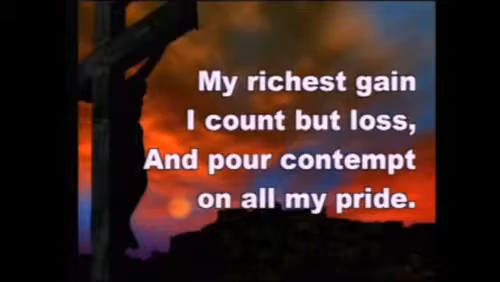 My richest gain
I count but loss,
And pour contempt
on all my pride.